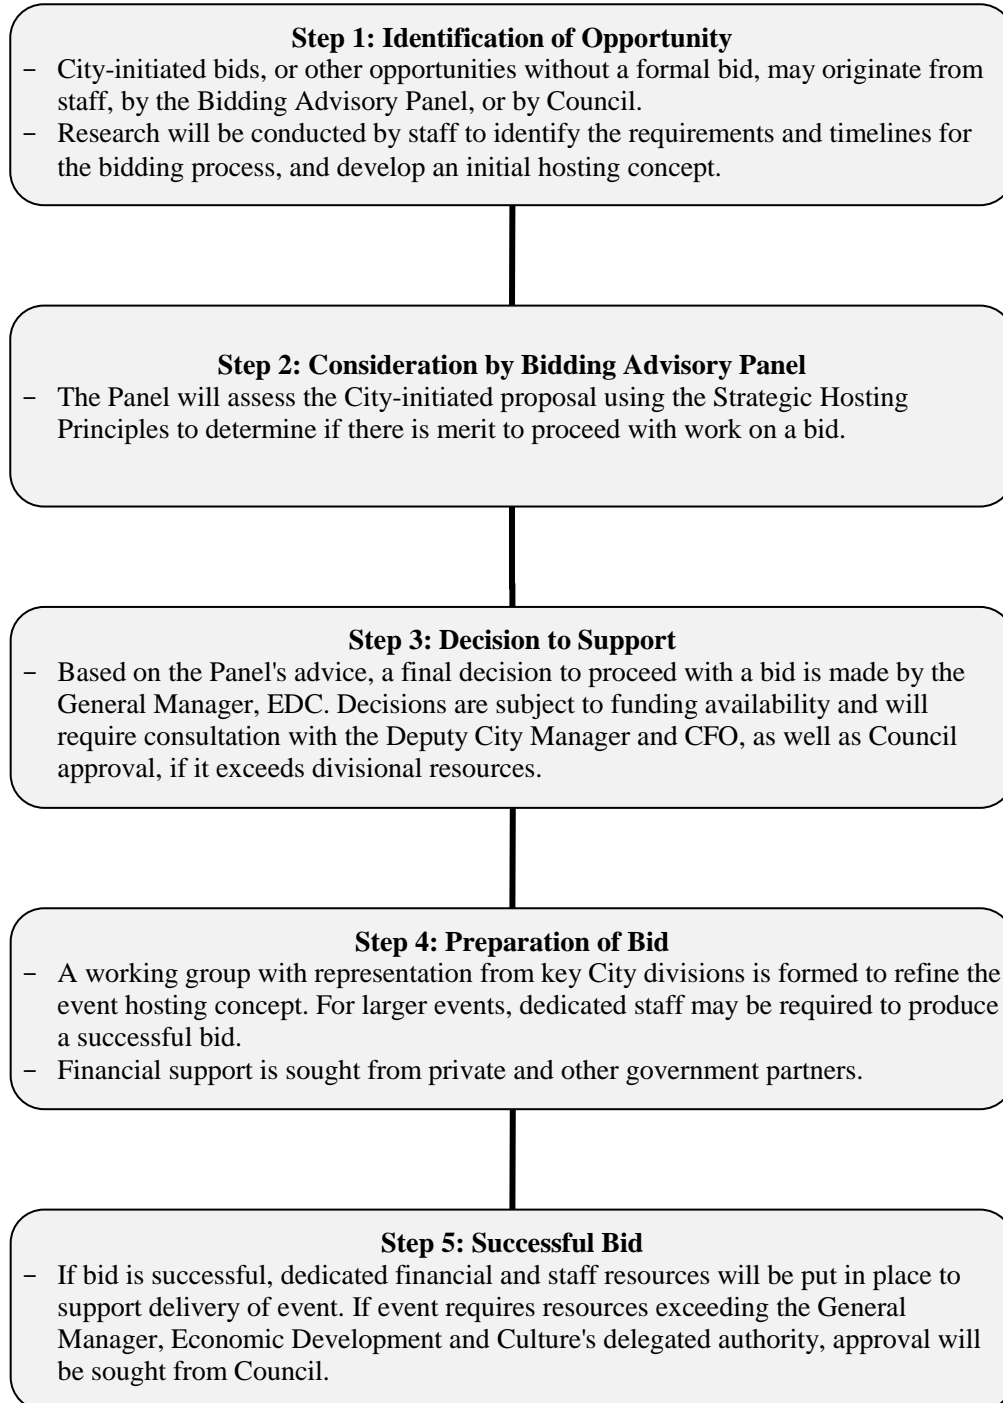 Step 1: Identification of Opportunity
– City-initiated bids, or other opportunities without a formal bid, may originate from
staff, by the Bidding Advisory Panel, or by Council.
– Research will be conducted by staff to identify the requirements and timelines for
the bidding process, and develop an initial hosting concept.
Step 2: Consideration by Bidding Advisory Panel
– The Panel will assess the City-initiated proposal using the Strategic Hosting
Principles to determine if there is merit to proceed with work on a bid.
Step 3: Decision to Support
– Based on the Panel's advice, a final decision to proceed with a bid is made by the
General Manager, EDC. Decisions are subject to funding availability and will
require consultation with the Deputy City Manager and CFO, as well as Council
approval, if it exceeds divisional resources.
Step 4: Preparation of Bid
– A working group with representation from key City divisions is formed to refine the
event hosting concept. For larger events, dedicated staff may be required to produce
a successful bid.
– Financial support is sought from private and other government partners.
Step 5: Successful Bid
– If bid is successful, dedicated financial and staff resources will be put in place to
support delivery of event. If event requires resources exceeding the General
Manager, Economic Development and Culture's delegated authority, approval will
be sought from Council.